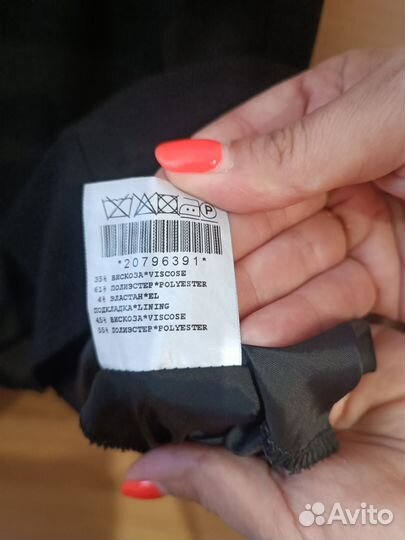 P
*20796391*
35% ВИСКОЗА*VISCOSE
61% ПОЛИЭСТЕР*POLYESTER
4% ЭЛАСТАН*EL
ПОДКЛАДКА*LINING
45% ВИСКОЗА*VISCOSE
55% ПОЛИЭСТЕР*POLYESTER
Avito